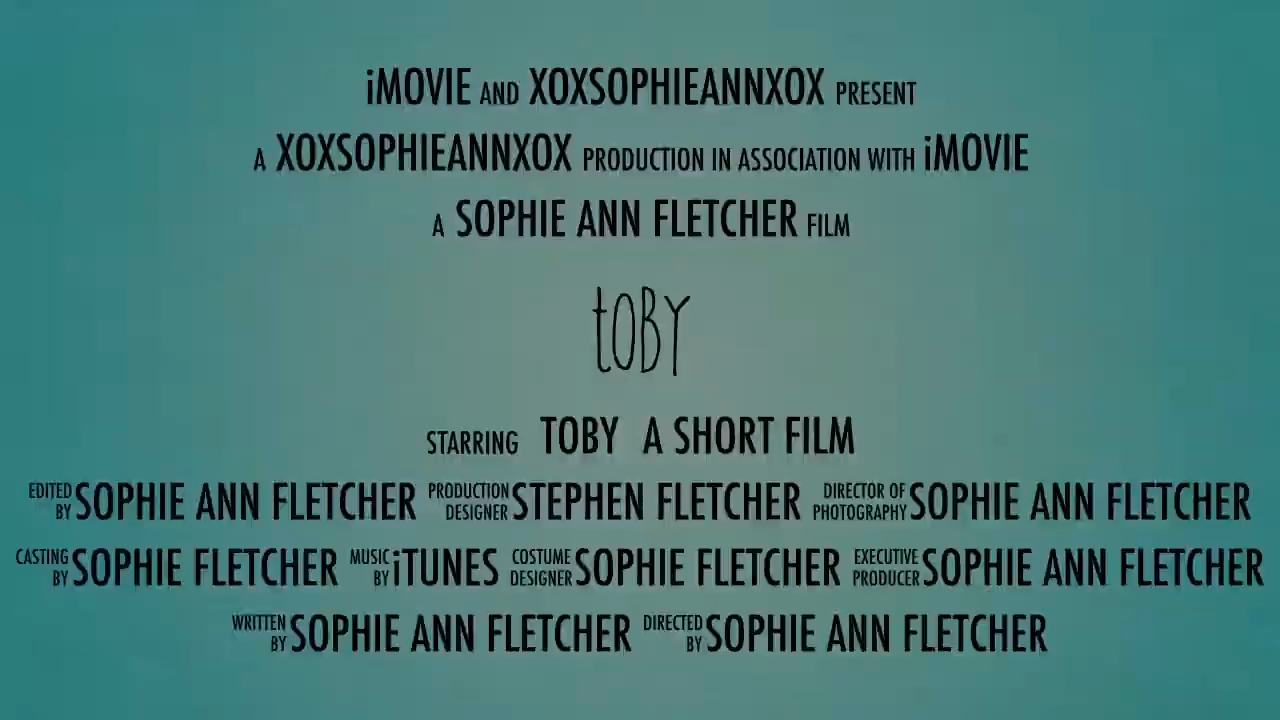 iMOVIE AND XOXSOPHIEANNXOX PRESENT
A XOXSOPHIEANNXOX PRODUCTION IN ASSOCIATION WITH iMOVIE
A SOPHIE ANN FLETCHER FILM
tOBY
STARRING TOBY A SHORT FILM
EDITED BY SOPHIE ANN FLETCHER PRODUCTION DESIGNER STEPHEN FLETCHER DIRECTOR OF PHOTOGRAPHY SOPHIE ANN FLETCHER
CASTING BY SOPHIE FLETCHER MUSIC BY iTUNES COSTUME DESIGNER SOPHIE FLETCHER EXECUTIVE PRODUCER SOPHIE ANN FLETCHER
WRITTEN BY SOPHIE ANN FLETCHER DIRECTED BY SOPHIE ANN FLETCHER